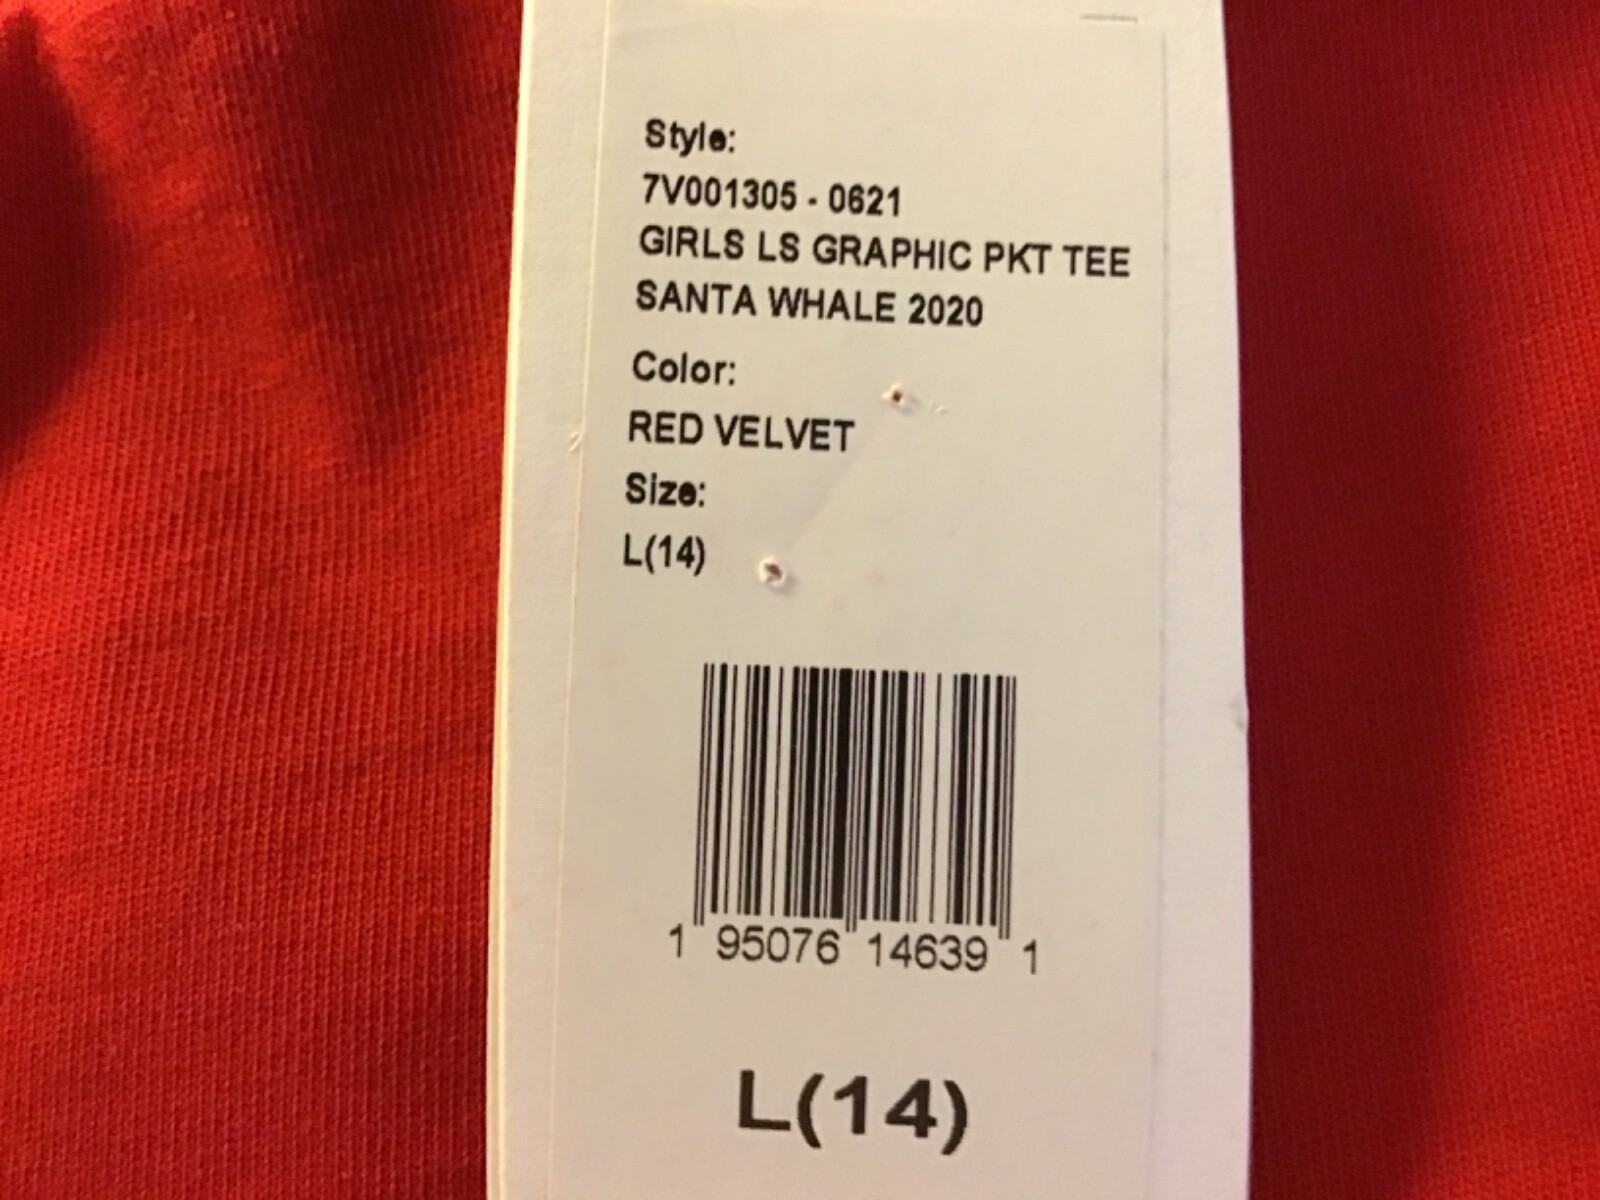 Style:
7V001305 - 0621
GIRLS LS GRAPHIC PKT TEE
SANTA WHALE 2020
Color:
RED VELVET
Size:
L(14)
1 95076 14639 1
L(14)